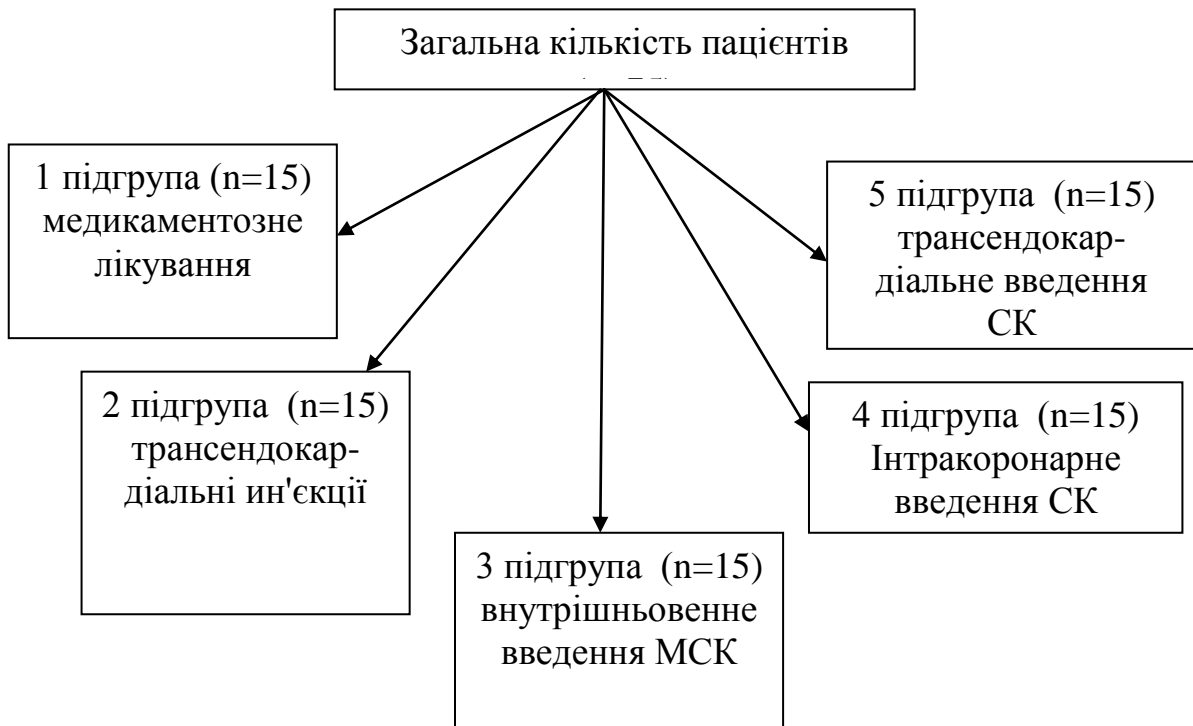 Загальна кількість пацієнтів
1 підгрупа (n=15)
медикаментозне
лікування
2 підгрупа (n=15)
трансендокар-
діальні ин'єкції
3 підгрупа (n=15)
внутрішньовенне
введення МСК
4 підгрупа (n=15)
Інтракоронарне
введення СК
5 підгрупа (n=15)
трансендокар-
діальне введення
СК